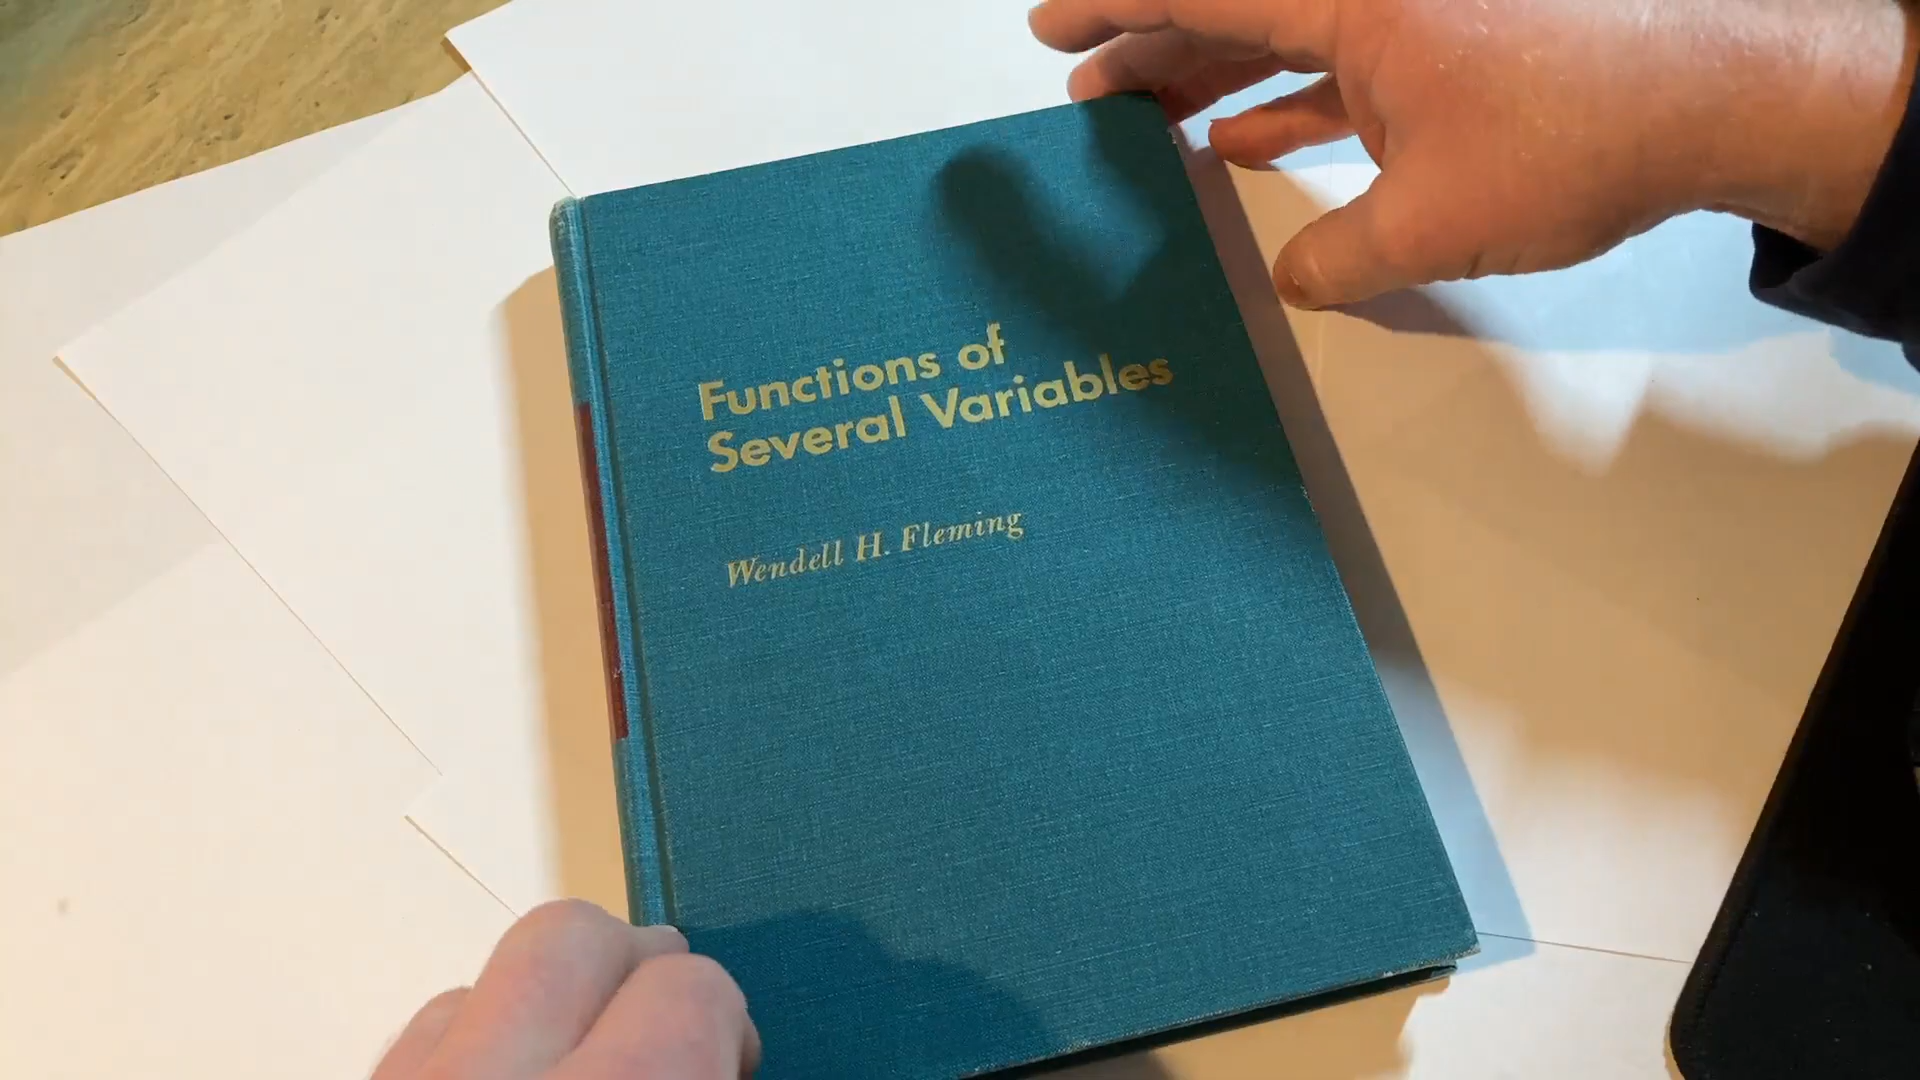 Functions of
Several Variables
Wendell H. Fleming